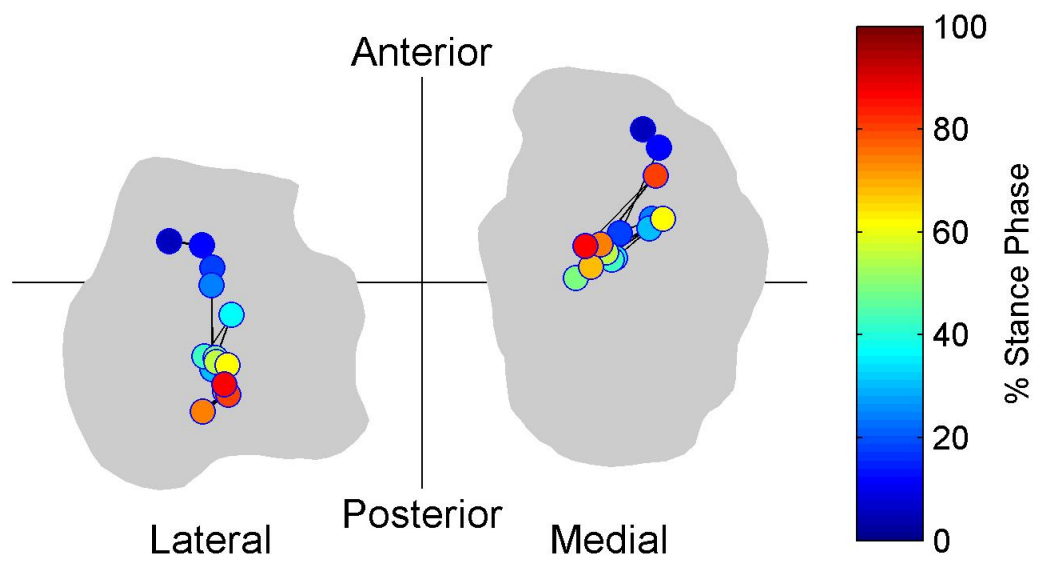 Anterior
Posterior
Lateral
Medial
100
80
60
40
20
0
% Stance Phase